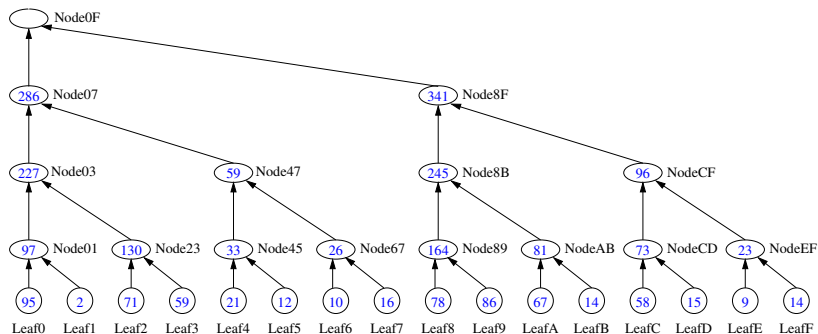 Node0F
286 Node07 341 Node8F
227 Node03 59 Node47 245 Node8B 96 NodeCF
97 Node01 130 Node23 33 Node45 26 Node67 164 Node89 81 NodeAB 73 NodeCD 23 NodeEF
95 2 71 59 21 12 10 16 78 86 67 14 58 15 9 14
Leaf0 Leaf1 Leaf2 Leaf3 Leaf4 Leaf5 Leaf6 Leaf7 Leaf8 Leaf9 LeafA LeafB LeafC LeafD LeafE LeafF